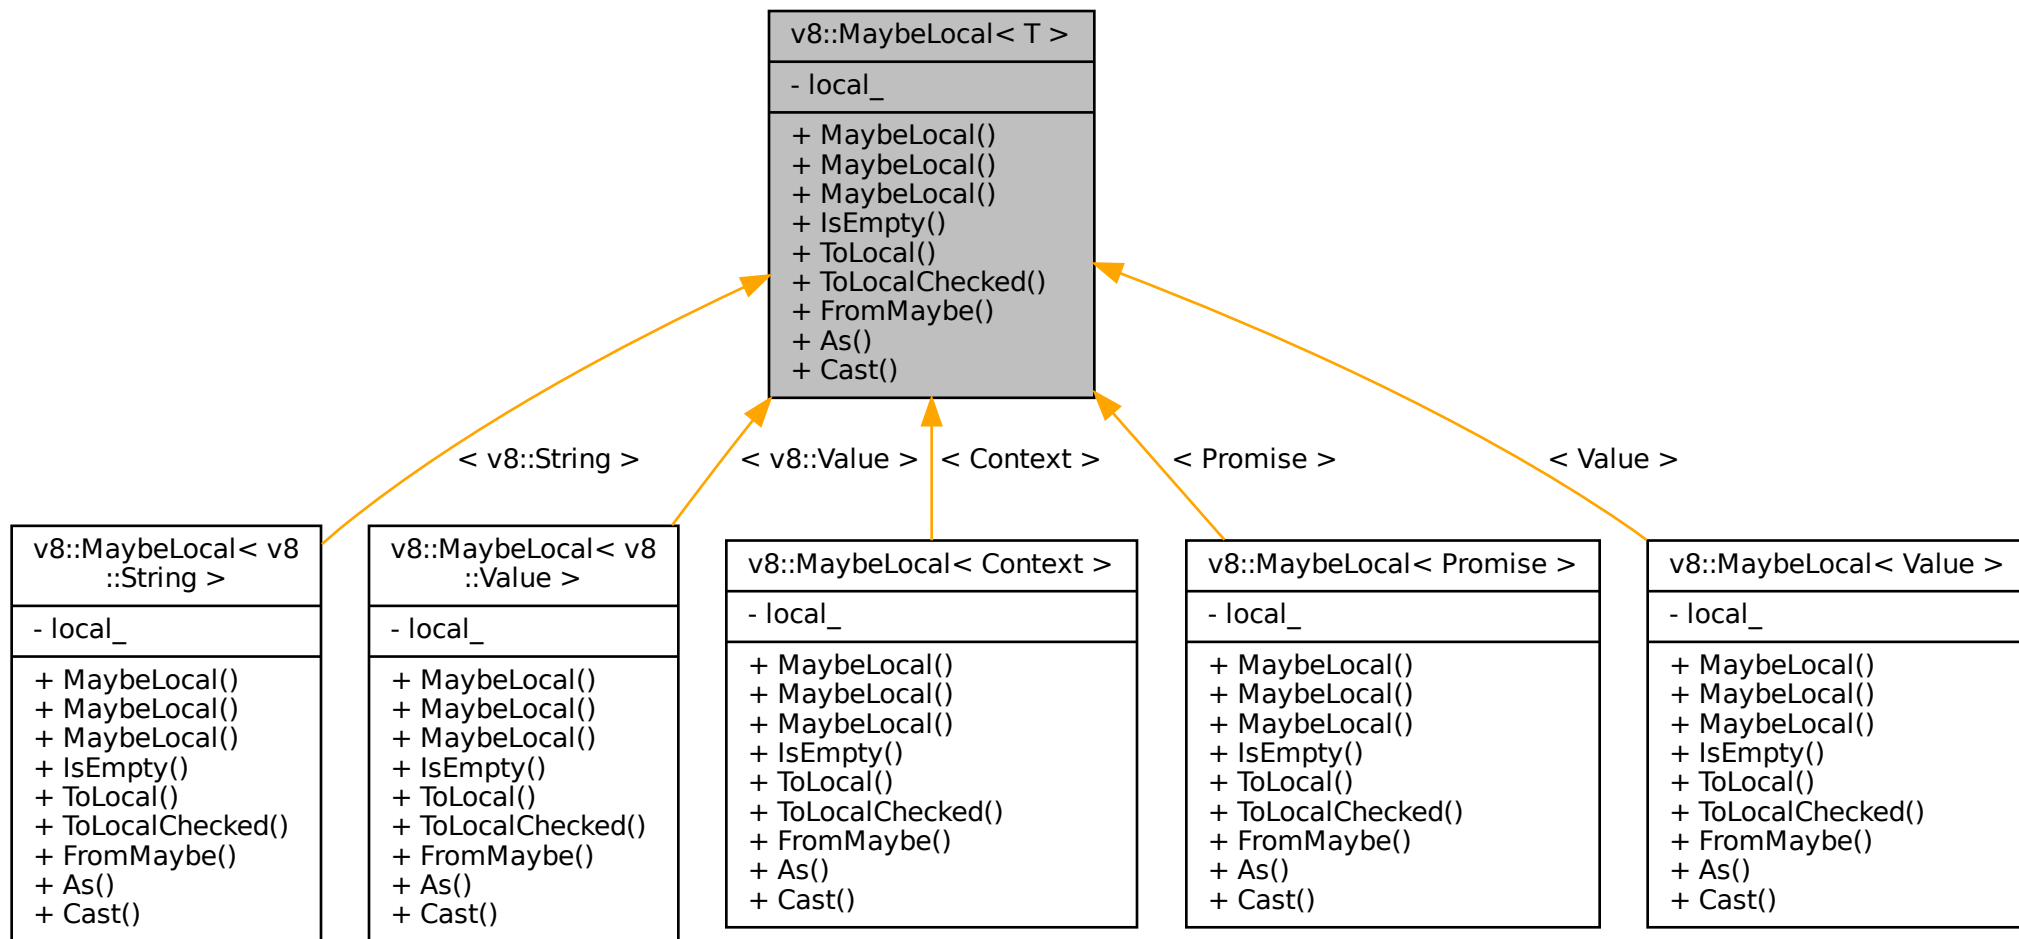 v8::MaybeLocal< T >
- local_
+ MaybeLocal()
+ MaybeLocal()
+ MaybeLocal()
+ IsEmpty()
+ ToLocal()
+ ToLocalChecked()
+ FromMaybe()
+ As()
+ Cast()
< v8::String >
< v8::Value >
< Context >
< Promise >
< Value >
v8::MaybeLocal< v8
::String >
- local_
+ MaybeLocal()
+ MaybeLocal()
+ MaybeLocal()
+ IsEmpty()
+ ToLocal()
+ ToLocalChecked()
+ FromMaybe()
+ As()
+ Cast()
v8::MaybeLocal< v8
::Value >
- local_
+ MaybeLocal()
+ MaybeLocal()
+ MaybeLocal()
+ IsEmpty()
+ ToLocal()
+ ToLocalChecked()
+ FromMaybe()
+ As()
+ Cast()
v8::MaybeLocal< Context >
- local_
+ MaybeLocal()
+ MaybeLocal()
+ MaybeLocal()
+ IsEmpty()
+ ToLocal()
+ ToLocalChecked()
+ FromMaybe()
+ As()
+ Cast()
v8::MaybeLocal< Promise >
- local_
+ MaybeLocal()
+ MaybeLocal()
+ MaybeLocal()
+ IsEmpty()
+ ToLocal()
+ ToLocalChecked()
+ FromMaybe()
+ As()
+ Cast()
v8::MaybeLocal< Value >
- local_
+ MaybeLocal()
+ MaybeLocal()
+ MaybeLocal()
+ IsEmpty()
+ ToLocal()
+ ToLocalChecked()
+ FromMaybe()
+ As()
+ Cast()